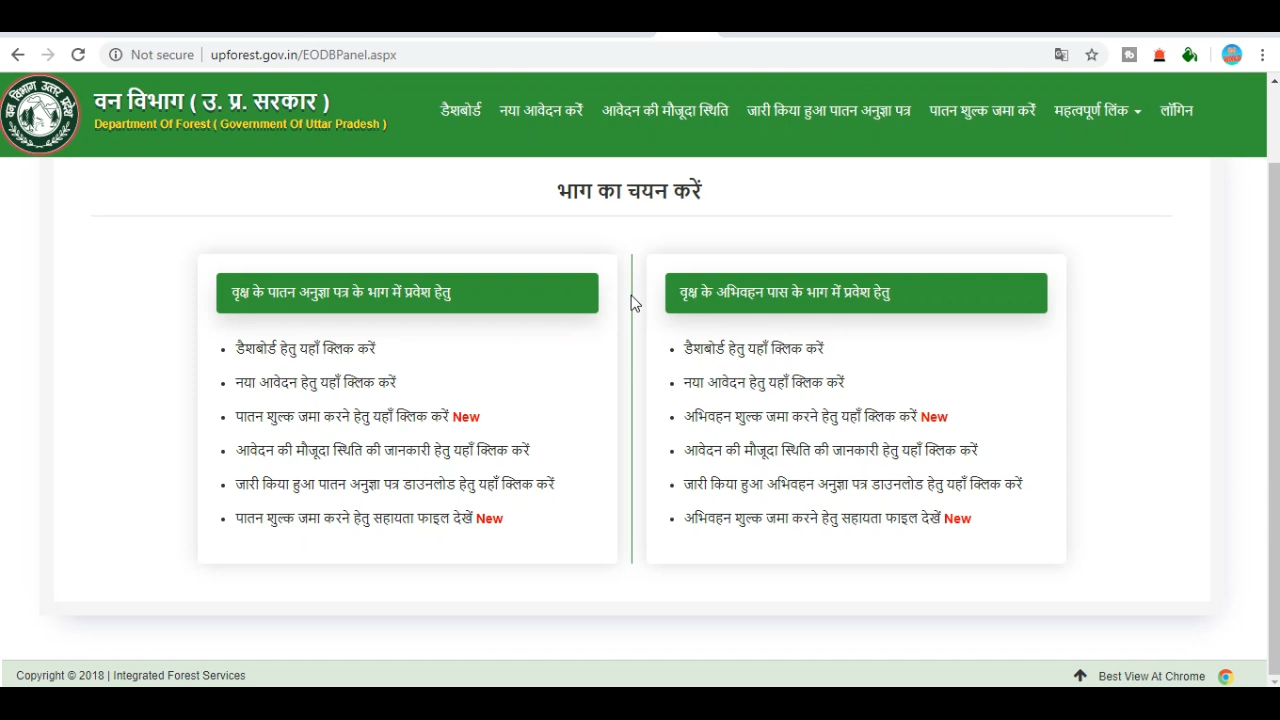 Not secure | upforest.gov.in/EODBPanel.aspx
वन विभाग उत्तर प्रदेश
वन विभाग ( उ. प्र. सरकार )
Department Of Forest ( Government Of Uttar Pradesh )
डैशबोर्ड नया आवेदन करें आवेदन की मौजूदा स्थिति जारी किया हुआ पातन अनुज्ञा पत्र पातन शुल्क जमा करें महत्वपूर्ण लिंक लॉगिन
भाग का चयन करें
वृक्ष के पातन अनुज्ञा पत्र के भाग में प्रवेश हेतु
डैशबोर्ड हेतु यहाँ क्लिक करें
नया आवेदन हेतु यहाँ क्लिक करें
पातन शुल्क जमा करने हेतु यहाँ क्लिक करें New
आवेदन की मौजूदा स्थिति की जानकारी हेतु यहाँ क्लिक करें
जारी किया हुआ पातन अनुज्ञा पत्र डाउनलोड हेतु यहाँ क्लिक करें
पातन शुल्क जमा करने हेतु सहायता फाइल देखें New
वृक्ष के अभिवहन पास के भाग में प्रवेश हेतु
डैशबोर्ड हेतु यहाँ क्लिक करें
नया आवेदन हेतु यहाँ क्लिक करें
अभिवहन शुल्क जमा करने हेतु यहाँ क्लिक करें New
आवेदन की मौजूदा स्थिति की जानकारी हेतु यहाँ क्लिक करें
जारी किया हुआ अभिवहन अनुज्ञा पत्र डाउनलोड हेतु यहाँ क्लिक करें
अभिवहन शुल्क जमा करने हेतु सहायता फाइल देखें New
Copyright © 2018 | Integrated Forest Services
Best View At Chrome